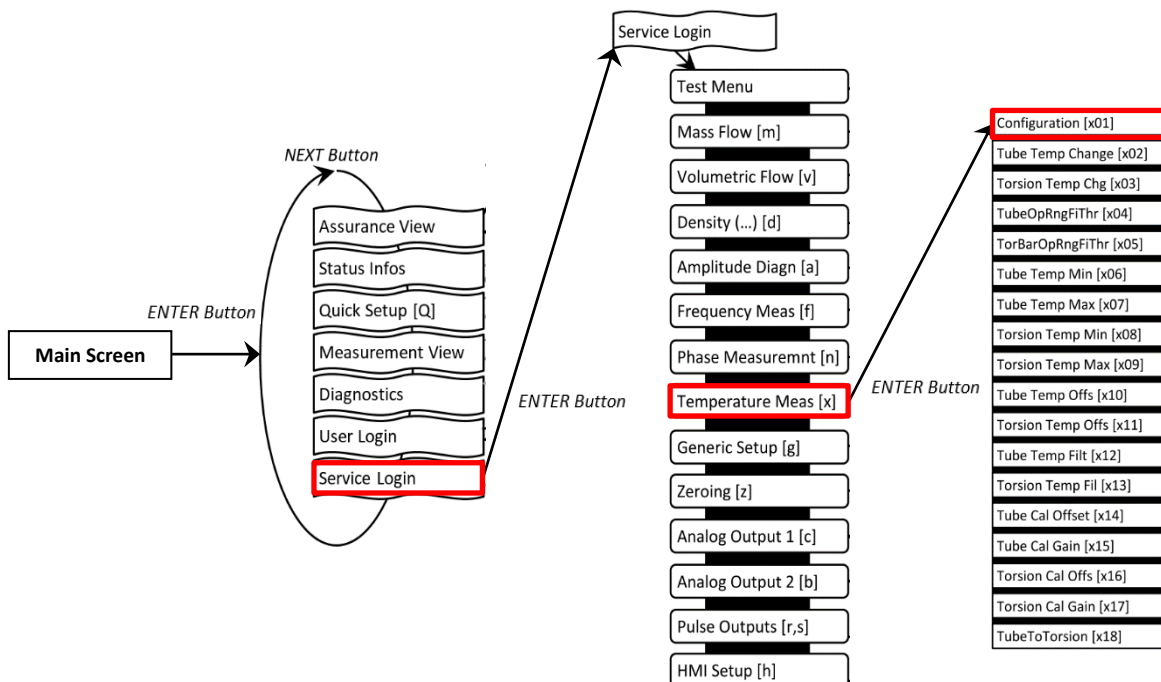 Main Screen
ENTER Button
NEXT Button
Assurance View
Status Infos
Quick Setup [Q]
Measurement View
Diagnostics
User Login
Service Login
ENTER Button
Service Login
Test Menu
Mass Flow [m]
Volumetric Flow [v]
Density (...) [d]
Amplitude Diagn [a]
Frequency Meas [f]
Phase Measuremnt [n]
Temperature Meas [x]
Generic Setup [g]
Zeroing [z]
Analog Output 1 [c]
Analog Output 2 [b]
Pulse Outputs [r,s]
HMI Setup [h]
ENTER Button
Configuration [x01]
Tube Temp Change [x02]
Torsion Temp Chg [x03]
TubeOpRngFiThr [x04]
TorBarOpRngFiThr [x05]
Tube Temp Min [x06]
Tube Temp Max [x07]
Torsion Temp Min [x08]
Torsion Temp Max [x09]
Tube Temp Offs [x10]
Torsion Temp Offs [x11]
Tube Temp Filt [x12]
Torsion Temp Fil [x13]
Tube Cal Offset [x14]
Tube Cal Gain [x15]
Torsion Cal Offs [x16]
Torsion Cal Gain [x17]
TubeToTorsion [x18]